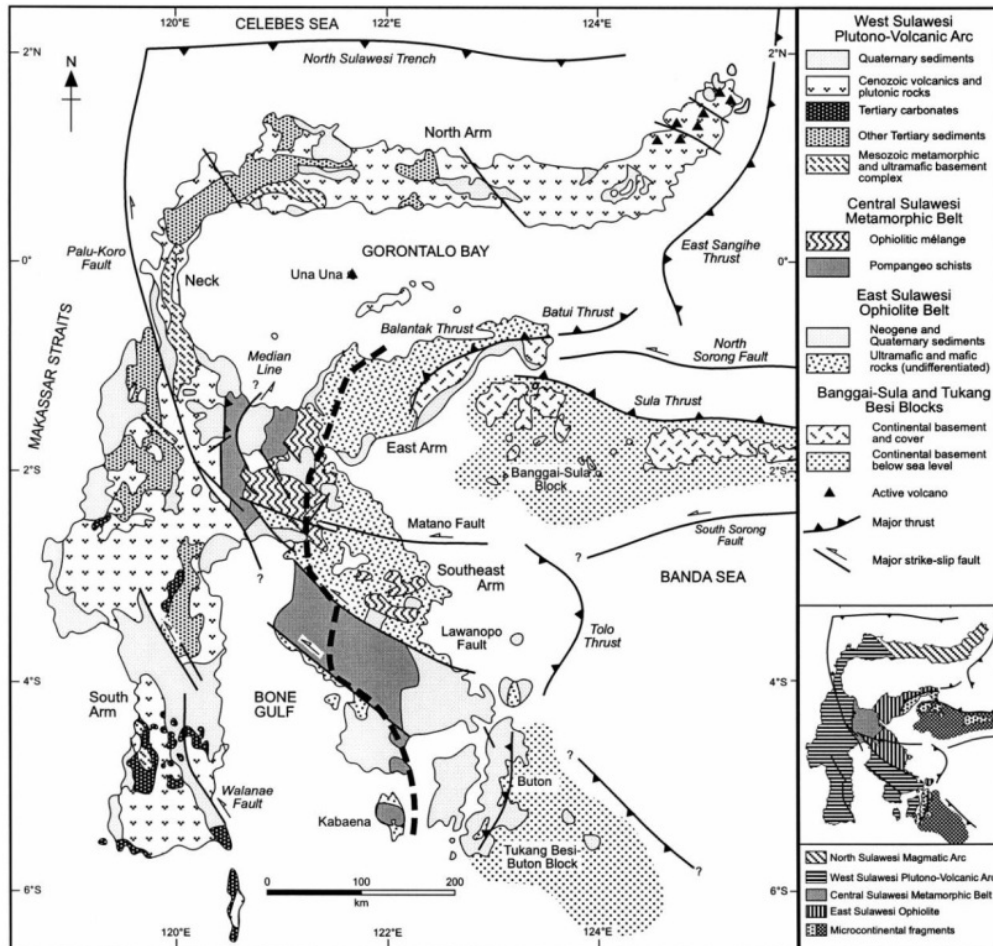 120°E
CELEBES SEA
122°E
124°E
2°N
2°N
N
North Sulawesi Trench
North Arm
Palu-Koro
Fault
Neck
GORONTALO BAY
Una Una
East Sangihe
Thrust
0°
0°
MAKASSAR STRAITS
Median
Line
?
Balantak Thrust
Batui Thrust
North
Sorong Fault
Sula Thrust
East Arm
Banggai-Sula
Block
2°S
2°S
Matano Fault
South Sorong
Fault
?
?
Southeast
Arm
BANDA SEA
Lawanopo
Fault
Tolo
Thrust
4°S
4°S
South
Arm
BONE
GULF
Walanae
Fault
Kabaena
Buton
?
Tukang Besi-
Buton Block
?
0 100 200
km
6°S
6°S
120°E
122°E
124°E
West Sulawesi
Plutono-Volcanic Arc
Quaternary sediments
Cenozoic volcanics and
plutonic rocks
Tertiary carbonates
Other Tertiary sediments
Mesozoic metamorphic
and ultramafic basement
complex
Central Sulawesi
Metamorphic Belt
Ophiolitic mélange
Pompangeo schists
East Sulawesi
Ophiolite Belt
Neogene and
Quaternary sediments
Ultramafic and mafic
rocks (undifferentiated)
Banggai-Sula and Tukang
Besi Blocks
Continental basement
and cover
Continental basement
below sea level
Active volcano
Major thrust
Major strike-slip fault
North Sulawesi Magmatic Arc
West Sulawesi Plutono-Volcanic Arc
Central Sulawesi Metamorphic Belt
East Sulawesi Ophiolite
Microcontinental fragments